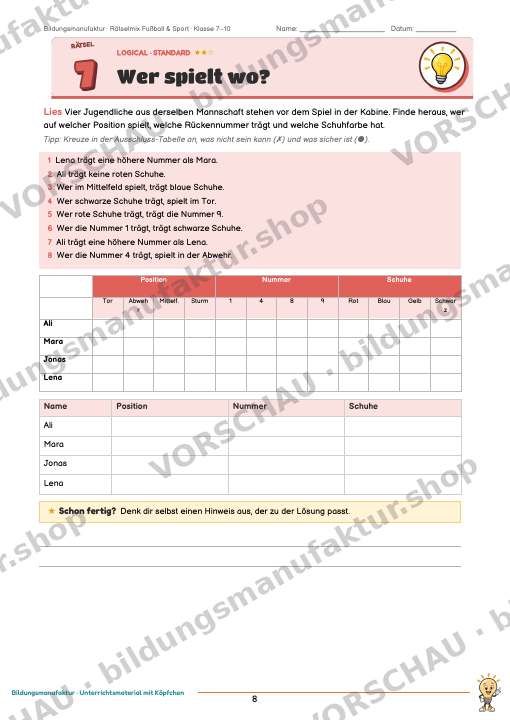 Bildungsmanufaktur · Rätselmix Fußball & Sport · Klasse 7–10 Name: Datum:
RÄTSEL
7
LOGICAL · STANDARD ★★☆
Wer spielt wo?
Lies Vier Jugendliche aus derselben Mannschaft stehen vor dem Spiel in der Kabine. Finde heraus, wer
auf welcher Position spielt, welche Rückennummer trägt und welche Schuhfarbe hat.
Tipp: Kreuze in der Ausschluss-Tabelle an, was nicht sein kann (✗) und was sicher ist (●).
1 Lena trägt eine höhere Nummer als Mara.
2 Ali trägt keine roten Schuhe.
3 Wer im Mittelfeld spielt, trägt blaue Schuhe.
4 Wer schwarze Schuhe trägt, spielt im Tor.
5 Wer rote Schuhe trägt, trägt die Nummer 9.
6 Wer die Nummer 1 trägt, trägt schwarze Schuhe.
7 Ali trägt eine höhere Nummer als Lena.
8 Wer die Nummer 4 trägt, spielt in der Abwehr.
Position Nummer Schuhe
Tor Abweh Mittelf. Sturm 1 4 8 9 Rot Blau Gelb Schwar
r z
Ali
Mara
Jonas
Lena
Name Position Nummer Schuhe
Ali
Mara
Jonas
Lena
★ Schon fertig? Denk dir selbst einen Hinweis aus, der zu der Lösung passt.
Bildungsmanufaktur · Unterrichtsmaterial mit Köpfchen
8
VORSCHAU · bildungsmanufaktur.shop